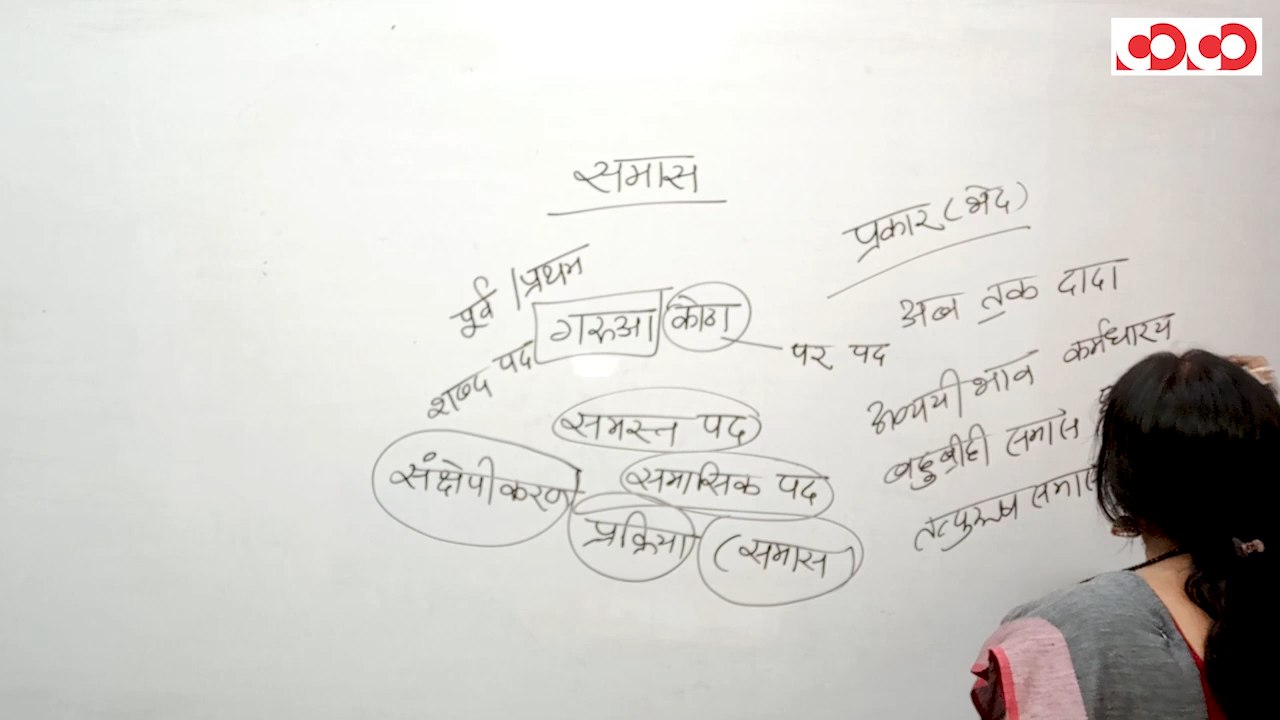 समास
प्रकार (भेद)
पूर्व | प्रथम
शब्द पद
गरुआ कोठा
पर पद
समस्त पद
संक्षेपीकरण
समासिक पद
प्रक्रिया (समास)
अब तक दादा
अव्ययी भाव कर्मधारय
बहुब्रीही समास
तत्पुरुष समास